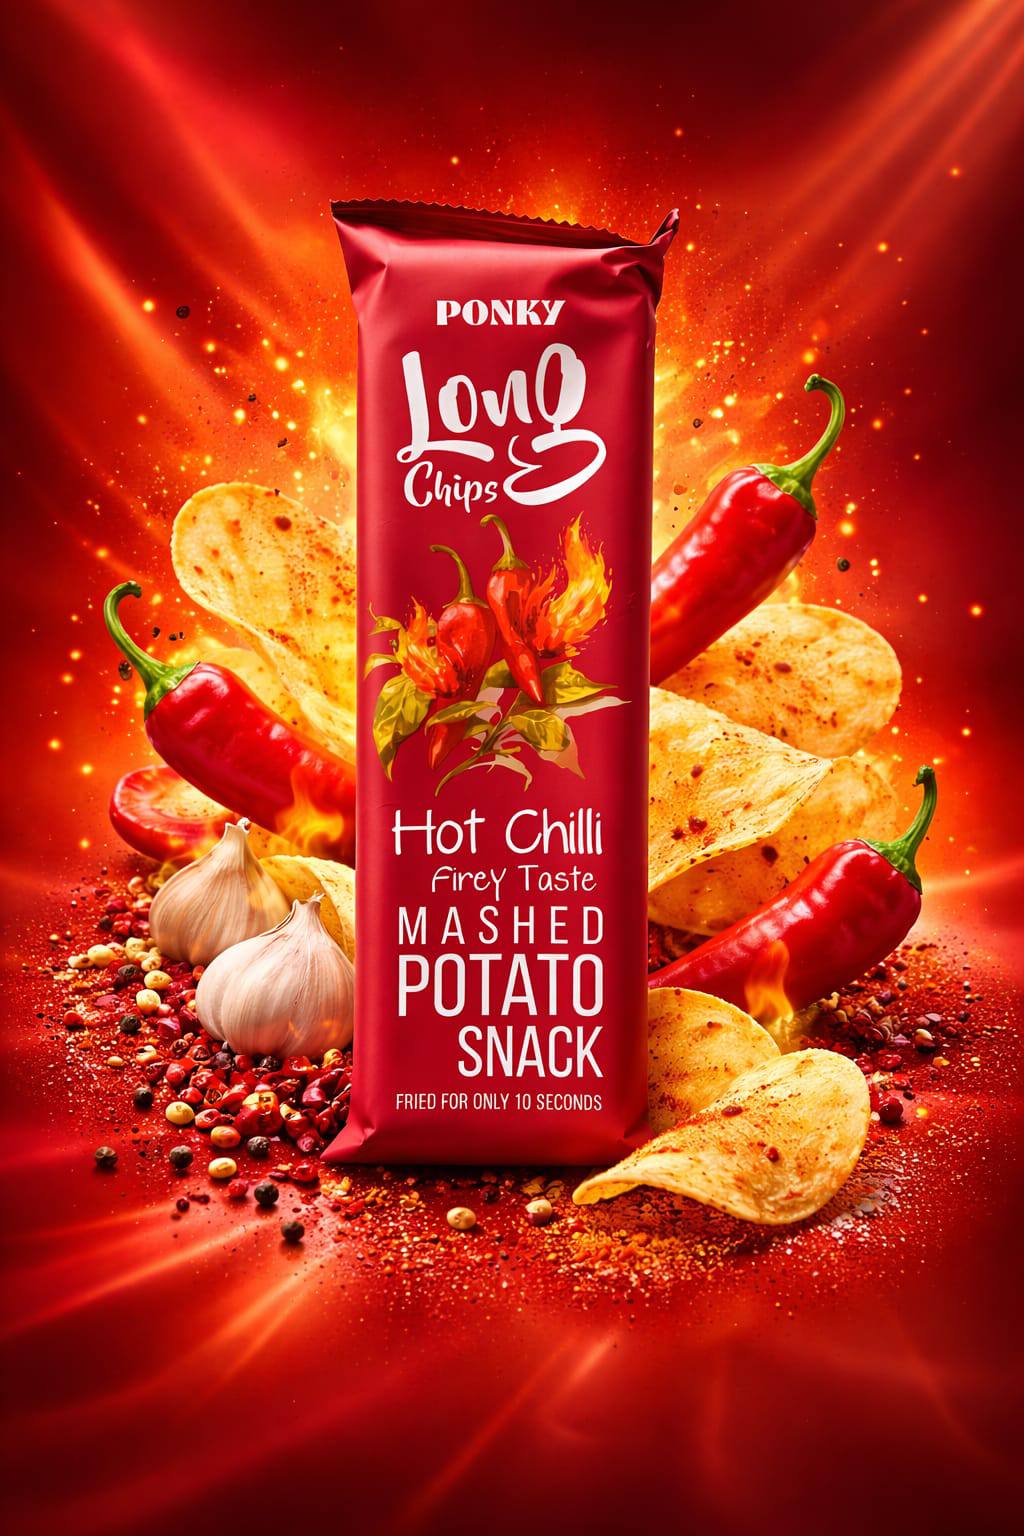 PONKY
Long
Chips
Hot Chilli
Firey Taste
MASHED
POTATO
SNACK
FRIED FOR ONLY 10 SECONDS